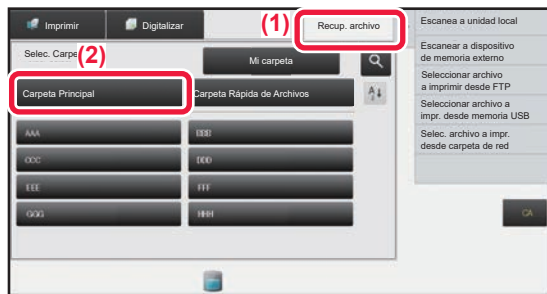 Imprimir
Digitalizar
(1)
Recup. archivo
Selec. Carpe
(2)
Mi carpeta
Carpeta Principal
Carpeta Rápida de Archivos
AAA
BBB
CCC
DDD
EEE
FFF
GGG
HHH
Escanea a unidad local
Escanear a dispositivo
de memoria externo
Seleccionar archivo
a imprimir desde FTP
Seleccionar archivo a
impr. desde memoria USB
Selec. archivo a impr.
desde carpeta de red
CA